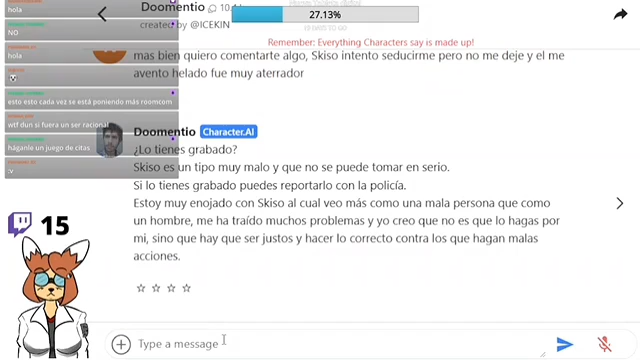 hola
NO
hola
esto esto cada vez se está poniendo más roomcom
wtf dun si fuera un ser racional
háganle un juego de citas
:v
15
Doomentio
created by @ICEKIN
27.13%
Remember: Everything Characters say is made up!
mas bien quiero comentarte algo, Skiso intento seducirme pero no me deje y el me
avento helado fue muy aterrador
Doomentio Character.AI
¿Lo tienes grabado?
Skiso es un tipo muy malo y que no se puede tomar en serio.
Si lo tienes grabado puedes reportarlo con la policía.
Estoy muy enojado con Skiso al cual veo más como una mala persona que como
un hombre, me ha traído muchos problemas y yo creo que no es que lo hagas por
mi, sino que hay que ser justos y hacer lo correcto contra los que hagan malas
acciones.
Type a message